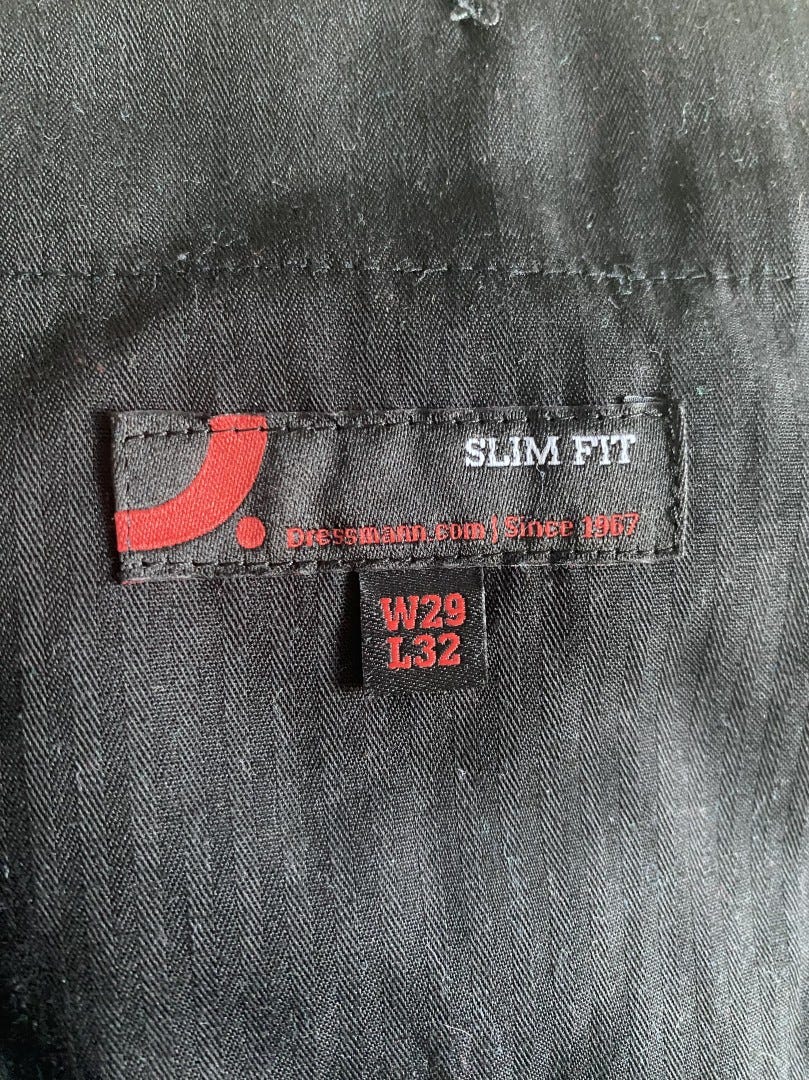 SLIM FIT
Dressmann.com | Since 1967
W29
L32